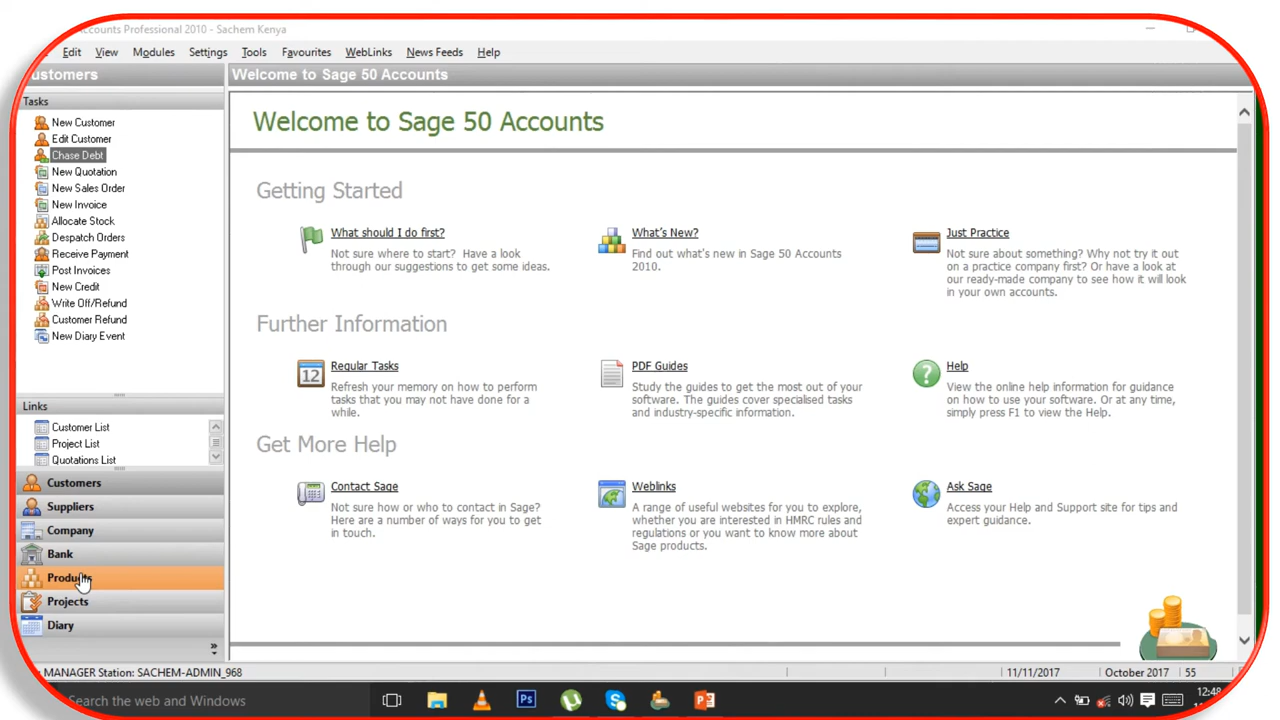 ccounts Professional 2010 - Sachem Kenya
Edit View Modules Settings Tools Favourites WebLinks News Feeds Help
ustomers
Welcome to Sage 50 Accounts
Tasks
New Customer
Edit Customer
Chase Debt
New Quotation
New Sales Order
New Invoice
Allocate Stock
Despatch Orders
Receive Payment
Post Invoices
New Credit
Write Off/Refund
Customer Refund
New Diary Event
Links
Customer List
Project List
Quotations List
Customers
Suppliers
Company
Bank
Products
Projects
Diary
Welcome to Sage 50 Accounts
Getting Started
What should I do first?
Not sure where to start? Have a look
through our suggestions to get some ideas.
What's New?
Find out what's new in Sage 50 Accounts
2010.
Just Practice
Not sure about something? Why not try it out
on a practice company first? Or have a look at
our ready-made company to see how it will look
in your own accounts.
Further Information
12
Regular Tasks
Refresh your memory on how to perform
tasks that you may not have done for a
while.
PDF Guides
Study the guides to get the most out of your
software. The guides cover specialised tasks
and industry-specific information.
Help
View the online help information for guidance
on how to use your software. Or at any time,
simply press F1 to view the Help.
Get More Help
Contact Sage
Not sure how or who to contact in Sage?
Here are a number of ways for you to get
in touch.
Weblinks
A range of useful websites for you to explore,
whether you are interested in HMRC rules and
regulations or you want to know more about
Sage products.
Ask Sage
Access your Help and Support site for tips and
expert guidance.
MANAGER Station: SACHEM-ADMIN_968
11/11/2017 October 2017 55
Search the web and Windows
Ps
12:48